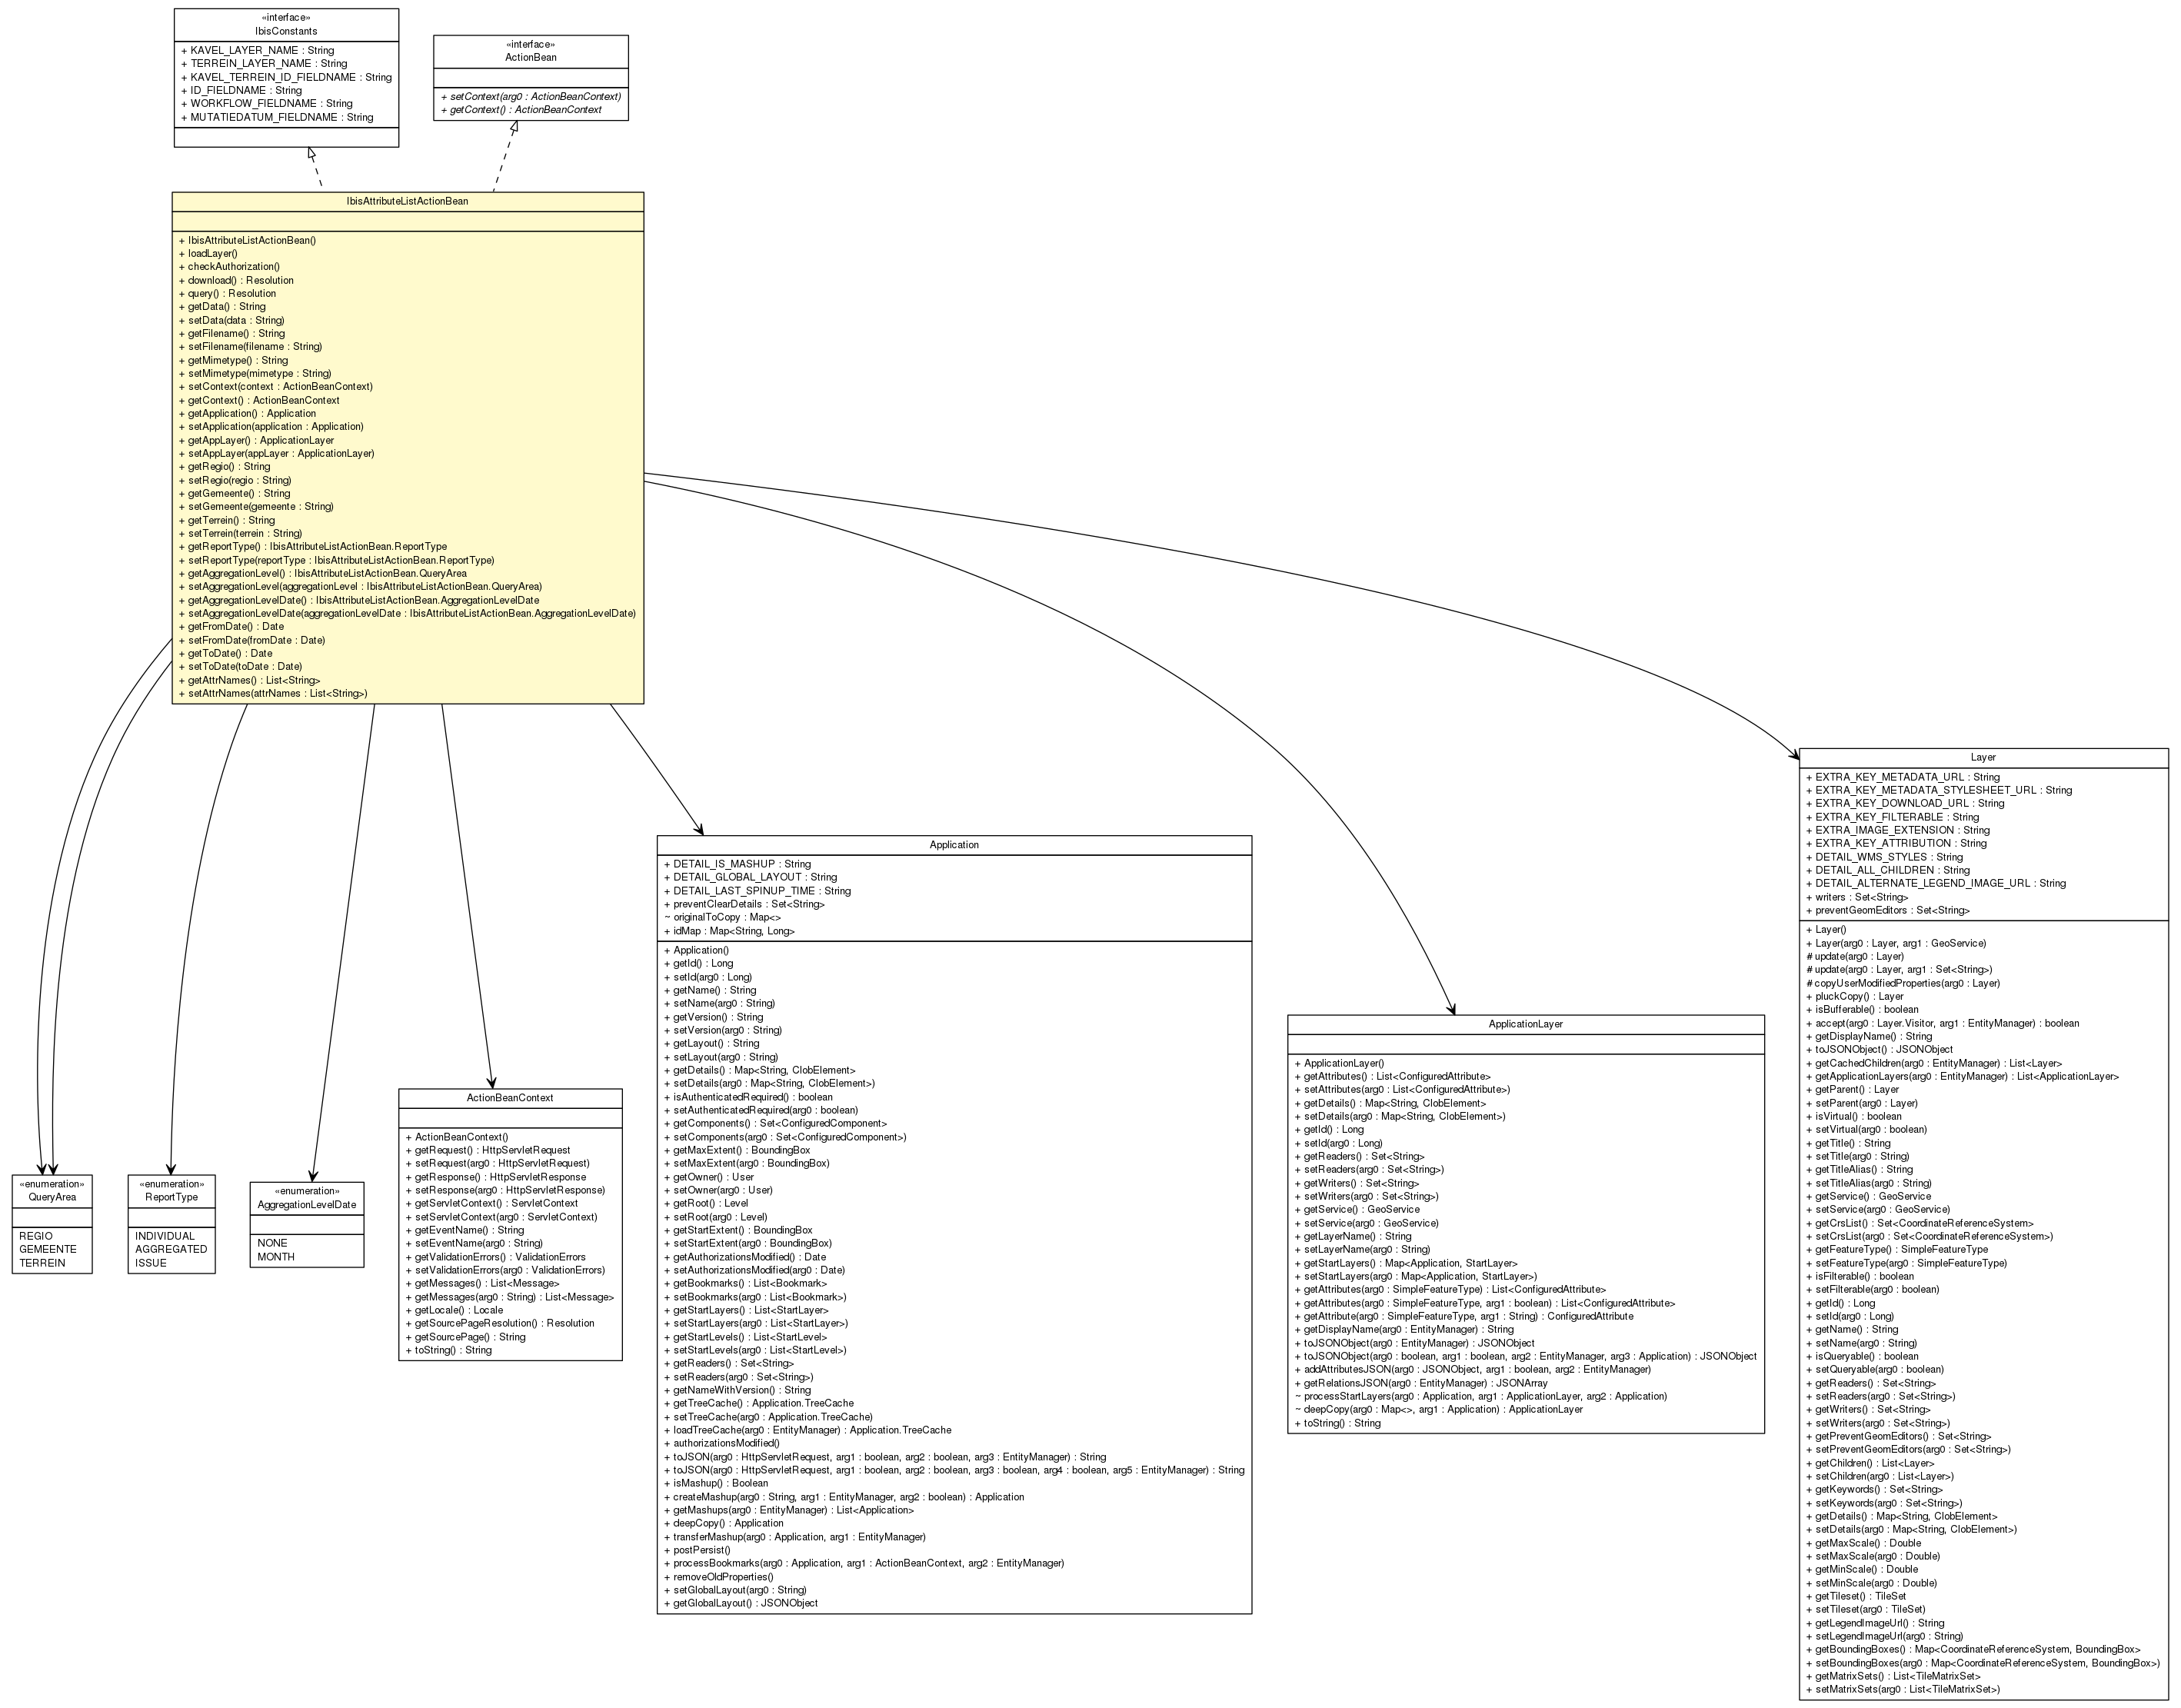 «interface»
IbisConstants
+ KAVEL_LAYER_NAME : String
+ TERREIN_LAYER_NAME : String
+ KAVEL_TERREIN_ID_FIELDNAME : String
+ ID_FIELDNAME : String
+ WORKFLOW_FIELDNAME : String
+ MUTATIEDATUM_FIELDNAME : String
«interface»
ActionBean
+ setContext(arg0 : ActionBeanContext)
+ getContext() : ActionBeanContext
IbisAttributeListActionBean
+ IbisAttributeListActionBean()
+ loadLayer()
+ checkAuthorization()
+ download() : Resolution
+ query() : Resolution
+ getData() : String
+ setData(data : String)
+ getFilename() : String
+ setFilename(filename : String)
+ getMimetype() : String
+ setMimetype(mimetype : String)
+ setContext(context : ActionBeanContext)
+ getContext() : ActionBeanContext
+ getApplication() : Application
+ setApplication(application : Application)
+ getAppLayer() : ApplicationLayer
+ setAppLayer(appLayer : ApplicationLayer)
+ getRegio() : String
+ setRegio(regio : String)
+ getGemeente() : String
+ setGemeente(gemeente : String)
+ getTerrein() : String
+ setTerrein(terrein : String)
+ getReportType() : IbisAttributeListActionBean.ReportType
+ setReportType(reportType : IbisAttributeListActionBean.ReportType)
+ getAggregationLevel() : IbisAttributeListActionBean.QueryArea
+ setAggregationLevel(aggregationLevel : IbisAttributeListActionBean.QueryArea)
+ getAggregationLevelDate() : IbisAttributeListActionBean.AggregationLevelDate
+ setAggregationLevelDate(aggregationLevelDate : IbisAttributeListActionBean.AggregationLevelDate)
+ getFromDate() : Date
+ setFromDate(fromDate : Date)
+ getToDate() : Date
+ setToDate(toDate : Date)
+ getAttrNames() : List<String>
+ setAttrNames(attrNames : List<String>)
«enumeration»
QueryArea
REGIO
GEMEENTE
TERREIN
«enumeration»
ReportType
INDIVIDUAL
AGGREGATED
ISSUE
«enumeration»
AggregationLevelDate
NONE
MONTH
ActionBeanContext
+ ActionBeanContext()
+ getRequest() : HttpServletRequest
+ setRequest(arg0 : HttpServletRequest)
+ getResponse() : HttpServletResponse
+ setResponse(arg0 : HttpServletResponse)
+ getServletContext() : ServletContext
+ setServletContext(arg0 : ServletContext)
+ getEventName() : String
+ setEventName(arg0 : String)
+ getValidationErrors() : ValidationErrors
+ setValidationErrors(arg0 : ValidationErrors)
+ getMessages() : List<Message>
+ getMessages(arg0 : String) : List<Message>
+ getLocale() : Locale
+ getSourcePageResolution() : Resolution
+ getSourcePage() : String
+ toString() : String
Application
+ DETAIL_IS_MASHUP : String
+ DETAIL_GLOBAL_LAYOUT : String
+ DETAIL_LAST_SPINUP_TIME : String
+ preventClearDetails : Set<String>
~ originalToCopy : Map<>
+ idMap : Map<String, Long>
+ Application()
+ getId() : Long
+ setId(arg0 : Long)
+ getName() : String
+ setName(arg0 : String)
+ getVersion() : String
+ setVersion(arg0 : String)
+ getLayout() : String
+ setLayout(arg0 : String)
+ getDetails() : Map<String, ClobElement>
+ setDetails(arg0 : Map<String, ClobElement>)
+ isAuthenticatedRequired() : boolean
+ setAuthenticatedRequired(arg0 : boolean)
+ getComponents() : Set<ConfiguredComponent>
+ setComponents(arg0 : Set<ConfiguredComponent>)
+ getMaxExtent() : BoundingBox
+ setMaxExtent(arg0 : BoundingBox)
+ getOwner() : User
+ setOwner(arg0 : User)
+ getRoot() : Level
+ setRoot(arg0 : Level)
+ getStartExtent() : BoundingBox
+ setStartExtent(arg0 : BoundingBox)
+ getAuthorizationsModified() : Date
+ setAuthorizationsModified(arg0 : Date)
+ getBookmarks() : List<Bookmark>
+ setBookmarks(arg0 : List<Bookmark>)
+ getStartLayers() : List<StartLayer>
+ setStartLayers(arg0 : List<StartLayer>)
+ getStartLevels() : List<StartLevel>
+ setStartLevels(arg0 : List<StartLevel>)
+ getReaders() : Set<String>
+ setReaders(arg0 : Set<String>)
+ getNameWithVersion() : String
+ getTreeCache() : Application.TreeCache
+ setTreeCache(arg0 : Application.TreeCache)
+ loadTreeCache(arg0 : EntityManager) : Application.TreeCache
+ authorizationsModified()
+ toJSON(arg0 : HttpServletRequest, arg1 : boolean, arg2 : boolean, arg3 : EntityManager) : String
+ toJSON(arg0 : HttpServletRequest, arg1 : boolean, arg2 : boolean, arg3 : boolean, arg4 : boolean, arg5 : EntityManager) : String
+ isMashup() : Boolean
+ createMashup(arg0 : String, arg1 : EntityManager, arg2 : boolean) : Application
+ getMashups(arg0 : EntityManager) : List<Application>
+ deepCopy() : Application
+ transferMashup(arg0 : Application, arg1 : EntityManager)
+ postPersist()
+ processBookmarks(arg0 : Application, arg1 : ActionBeanContext, arg2 : EntityManager)
+ removeOldProperties()
+ setGlobalLayout(arg0 : String)
+ getGlobalLayout() : JSONObject
ApplicationLayer
+ ApplicationLayer()
+ getAttributes() : List<ConfiguredAttribute>
+ setAttributes(arg0 : List<ConfiguredAttribute>)
+ getDetails() : Map<String, ClobElement>
+ setDetails(arg0 : Map<String, ClobElement>)
+ getId() : Long
+ setId(arg0 : Long)
+ getReaders() : Set<String>
+ setReaders(arg0 : Set<String>)
+ getWriters() : Set<String>
+ setWriters(arg0 : Set<String>)
+ getService() : GeoService
+ setService(arg0 : GeoService)
+ getLayerName() : String
+ setLayerName(arg0 : String)
+ getStartLayers() : Map<Application, StartLayer>
+ setStartLayers(arg0 : Map<Application, StartLayer>)
+ getAttributes(arg0 : SimpleFeatureType) : List<ConfiguredAttribute>
+ getAttributes(arg0 : SimpleFeatureType, arg1 : boolean) : List<ConfiguredAttribute>
+ getAttribute(arg0 : SimpleFeatureType, arg1 : String) : ConfiguredAttribute
+ getDisplayName(arg0 : EntityManager) : String
+ toJSONObject(arg0 : EntityManager) : JSONObject
+ toJSONObject(arg0 : boolean, arg1 : boolean, arg2 : EntityManager, arg3 : Application) : JSONObject
+ addAttributesJSON(arg0 : JSONObject, arg1 : boolean, arg2 : EntityManager)
+ getRelationsJSON(arg0 : EntityManager) : JSONArray
~ processStartLayers(arg0 : Application, arg1 : ApplicationLayer, arg2 : Application)
~ deepCopy(arg0 : Map<>, arg1 : Application) : ApplicationLayer
+ toString() : String
Layer
+ EXTRA_KEY_METADATA_URL : String
+ EXTRA_KEY_METADATA_STYLESHEET_URL : String
+ EXTRA_KEY_DOWNLOAD_URL : String
+ EXTRA_KEY_FILTERABLE : String
+ EXTRA_IMAGE_EXTENSION : String
+ EXTRA_KEY_ATTRIBUTION : String
+ DETAIL_WMS_STYLES : String
+ DETAIL_ALL_CHILDREN : String
+ DETAIL_ALTERNATE_LEGEND_IMAGE_URL : String
+ writers : Set<String>
+ preventGeomEditors : Set<String>
+ Layer()
+ Layer(arg0 : Layer, arg1 : GeoService)
# update(arg0 : Layer)
# update(arg0 : Layer, arg1 : Set<String>)
# copyUserModifiedProperties(arg0 : Layer)
+ pluckCopy() : Layer
+ isBufferable() : boolean
+ accept(arg0 : Layer.Visitor, arg1 : EntityManager) : boolean
+ getDisplayName() : String
+ toJSONObject() : JSONObject
+ getCachedChildren(arg0 : EntityManager) : List<Layer>
+ getApplicationLayers(arg0 : EntityManager) : List<ApplicationLayer>
+ getParent() : Layer
+ setParent(arg0 : Layer)
+ isVirtual() : boolean
+ setVirtual(arg0 : boolean)
+ getTitle() : String
+ setTitle(arg0 : String)
+ getTitleAlias() : String
+ setTitleAlias(arg0 : String)
+ getService() : GeoService
+ setService(arg0 : GeoService)
+ getCrsList() : Set<CoordinateReferenceSystem>
+ setCrsList(arg0 : Set<CoordinateReferenceSystem>)
+ getFeatureType() : SimpleFeatureType
+ setFeatureType(arg0 : SimpleFeatureType)
+ isFilterable() : boolean
+ setFilterable(arg0 : boolean)
+ getId() : Long
+ setId(arg0 : Long)
+ getName() : String
+ setName(arg0 : String)
+ isQueryable() : boolean
+ setQueryable(arg0 : boolean)
+ getReaders() : Set<String>
+ setReaders(arg0 : Set<String>)
+ getWriters() : Set<String>
+ setWriters(arg0 : Set<String>)
+ getPreventGeomEditors() : Set<String>
+ setPreventGeomEditors(arg0 : Set<String>)
+ getChildren() : List<Layer>
+ setChildren(arg0 : List<Layer>)
+ getKeywords() : Set<String>
+ setKeywords(arg0 : Set<String>)
+ getDetails() : Map<String, ClobElement>
+ setDetails(arg0 : Map<String, ClobElement>)
+ getMaxScale() : Double
+ setMaxScale(arg0 : Double)
+ getMinScale() : Double
+ setMinScale(arg0 : Double)
+ getTileset() : TileSet
+ setTileset(arg0 : TileSet)
+ getLegendImageUrl() : String
+ setLegendImageUrl(arg0 : String)
+ getBoundingBoxes() : Map<CoordinateReferenceSystem, BoundingBox>
+ setBoundingBoxes(arg0 : Map<CoordinateReferenceSystem, BoundingBox>)
+ getMatrixSets() : List<TileMatrixSet>
+ setMatrixSets(arg0 : List<TileMatrixSet>)